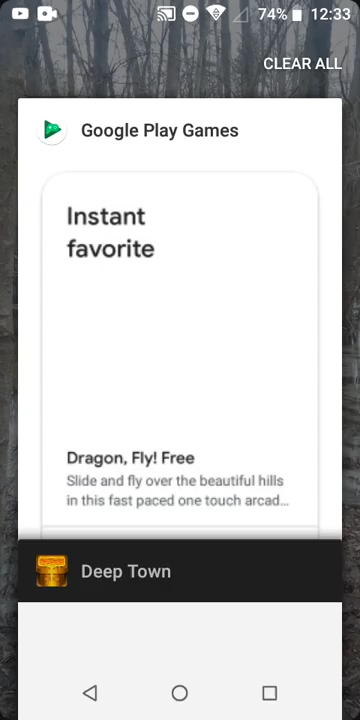 74% 12:33
CLEAR ALL
Google Play Games
Instant
favorite
Dragon, Fly! Free
Slide and fly over the beautiful hills
in this fast paced one touch arcad...
Deep Town